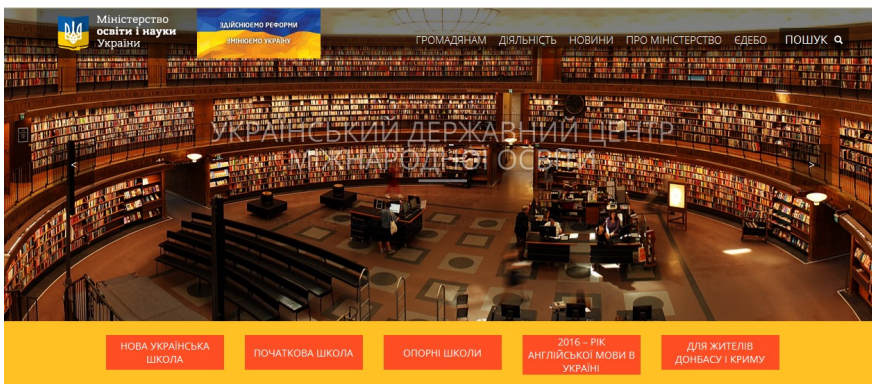 Міністерство
освіти і науки
України
ЗДІЙСНЮЄМО РЕФОРМИ
ЗМІНЮЄМО УКРАЇНУ
ГРОМАДЯНАМ ДІЯЛЬНІСТЬ НОВИНИ ПРО МІНІСТЕРСТВО ЄДЕБО ПОШУК
УКРАЇНСЬКИЙ ДЕРЖАВНИЙ ЦЕНТР
МІЖНАРОДНОЇ ОСВІТИ
НОВА УКРАЇНСЬКА
ШКОЛА
ПОЧАТКОВА ШКОЛА
ОПОРНІ ШКОЛИ
2016 – РІК
АНГЛІЙСЬКОЇ МОВИ В
УКРАЇНІ
ДЛЯ ЖИТЕЛІВ
ДОНБАСУ І КРИМУ